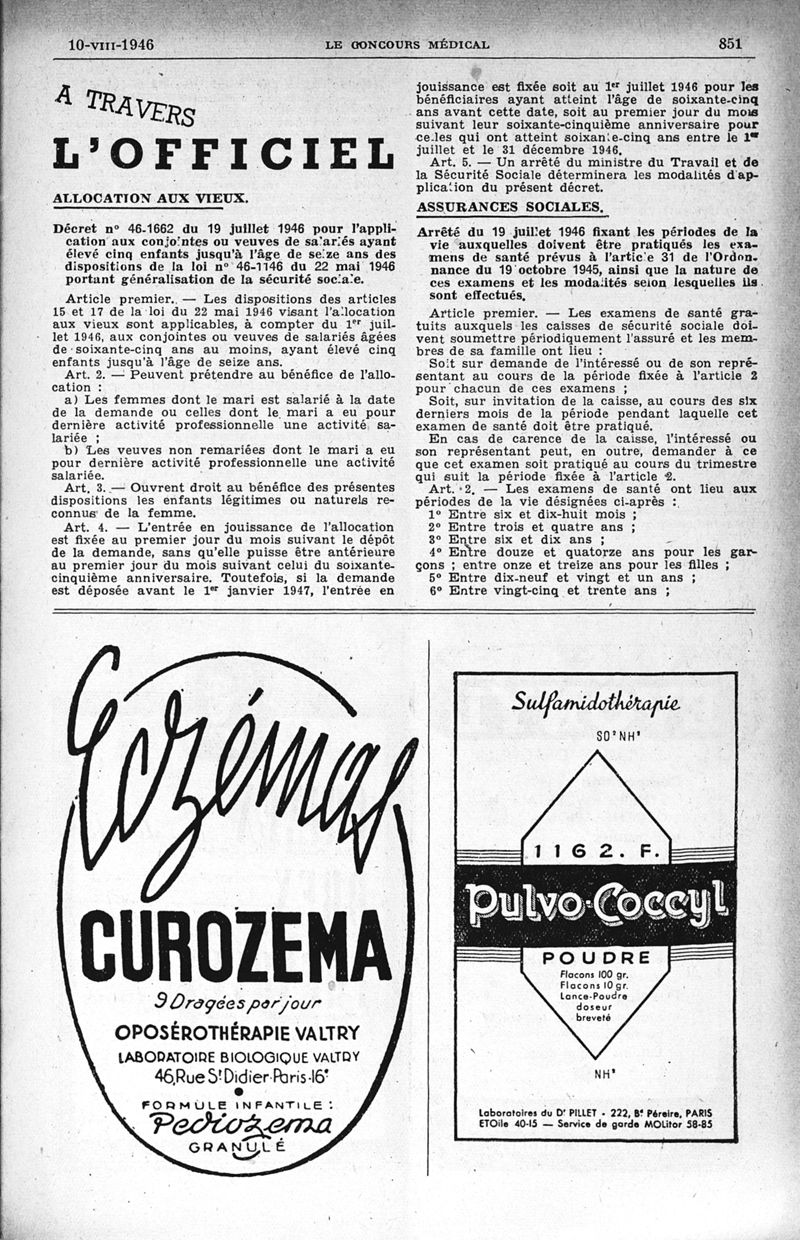 10-VIII-1946
LE CONCOURS MÉDICAL
851
A TRAVERS
L'OFFICIEL
ALLOCATION AUX VIEUX.
Décret n° 46-1662 du 19 juillet 1946 pour l'appli-
cation aux conjointes ou veuves de salariés ayant
élevé cinq enfants jusqu'à l'âge de seize ans des
dispositions de la loi n° 46-1146 du 22 mai 1946
portant généralisation de la sécurité sociale.
Article premier. — Les dispositions des articles
15 et 17 de la loi du 22 mai 1946 visant l'allocation
aux vieux sont applicables, à compter du 1er juil-
let 1946, aux conjointes ou veuves de salariés âgées
de soixante-cinq ans au moins, ayant élevé cinq
enfants jusqu'à l'âge de seize ans.
Art. 2. — Peuvent prétendre au bénéfice de l'allo-
cation :
a) Les femmes dont le mari est salarié à la date
de la demande ou celles dont le mari a eu pour
dernière activité professionnelle une activité sa-
lariée ;
b) Les veuves non remariées dont le mari a eu
pour dernière activité professionnelle une activité
salariée.
Art. 3. — Ouvrent droit au bénéfice des présentes
dispositions les enfants légitimes ou naturels re-
connus de la femme.
Art. 4. — L'entrée en jouissance de l'allocation
est fixée au premier jour du mois suivant le dépôt
de la demande, sans qu'elle puisse être antérieure
au premier jour du mois suivant celui du soixante-
cinquième anniversaire. Toutefois, si la demande
est déposée avant le 1er janvier 1947, l'entrée en
jouissance est fixée soit au 1er juillet 1946 pour les
bénéficiaires ayant atteint l'âge de soixante-cinq
ans avant cette date, soit au premier jour du mois
suivant leur soixante-cinquième anniversaire pour
celles qui ont atteint soixante-cinq ans entre le 1er
juillet et le 31 décembre 1946.
Art. 5. — Un arrêté du ministre du Travail et de
la Sécurité Sociale déterminera les modalités d'ap-
plication du présent décret.
ASSURANCES SOCIALES.
Arrêté du 19 juillet 1946 fixant les périodes de la
vie auxquelles doivent être pratiqués les exa-
mens de santé prévus à l'article 31 de l'Ordon-
nance du 19 octobre 1945, ainsi que la nature de
ces examens et les modalités selon lesquelles ils
sont effectués.
Article premier. — Les examens de santé gra-
tuits auxquels les caisses de sécurité sociale doi-
vent soumettre périodiquement l'assuré et les mem-
bres de sa famille ont lieu :
Soit sur demande de l'intéressé ou de son repré-
sentant au cours de la période fixée à l'article 2
pour chacun de ces examens ;
Soit, sur invitation de la caisse, au cours des six
derniers mois de la période pendant laquelle cet
examen de santé doit être pratiqué.
En cas de carence de la caisse, l'intéressé ou
son représentant peut, en outre, demander à ce
que cet examen soit pratiqué au cours du trimestre
qui suit la période fixée à l'article 2.
Art. 2. — Les examens de santé ont lieu aux
périodes de la vie désignées ci-après :
1° Entre six et dix-huit mois ;
2° Entre trois et quatre ans ;
3° Entre six et dix ans ;
4° Entre douze et quatorze ans pour les gar-
çons ; entre onze et treize ans pour les filles ;
5° Entre dix-neuf et vingt et un ans ;
6° Entre vingt-cinq et trente ans ;
Eczémas
CUROZEMA
9 Dragées par jour
OPOSÉROTHÉRAPIE VALTRY
LABORATOIRE BIOLOGIQUE VALTRY
46, Rue St Didier-Paris-16e
FORMULE INFANTILE :
Pediozema
GRANULÉ
Sulfamidothérapie
SO²NH²
1162. F.
Pulvo-Coccyl
POUDRE
Flacons 100 gr.
Flacons 10 gr.
Lance-Poudre
doseur
breveté
NH²
Laboratoires du Dr PILLET - 222, Bd Péreire, PARIS
ETOile 40-15 — Service de garde MOLitor 58-85